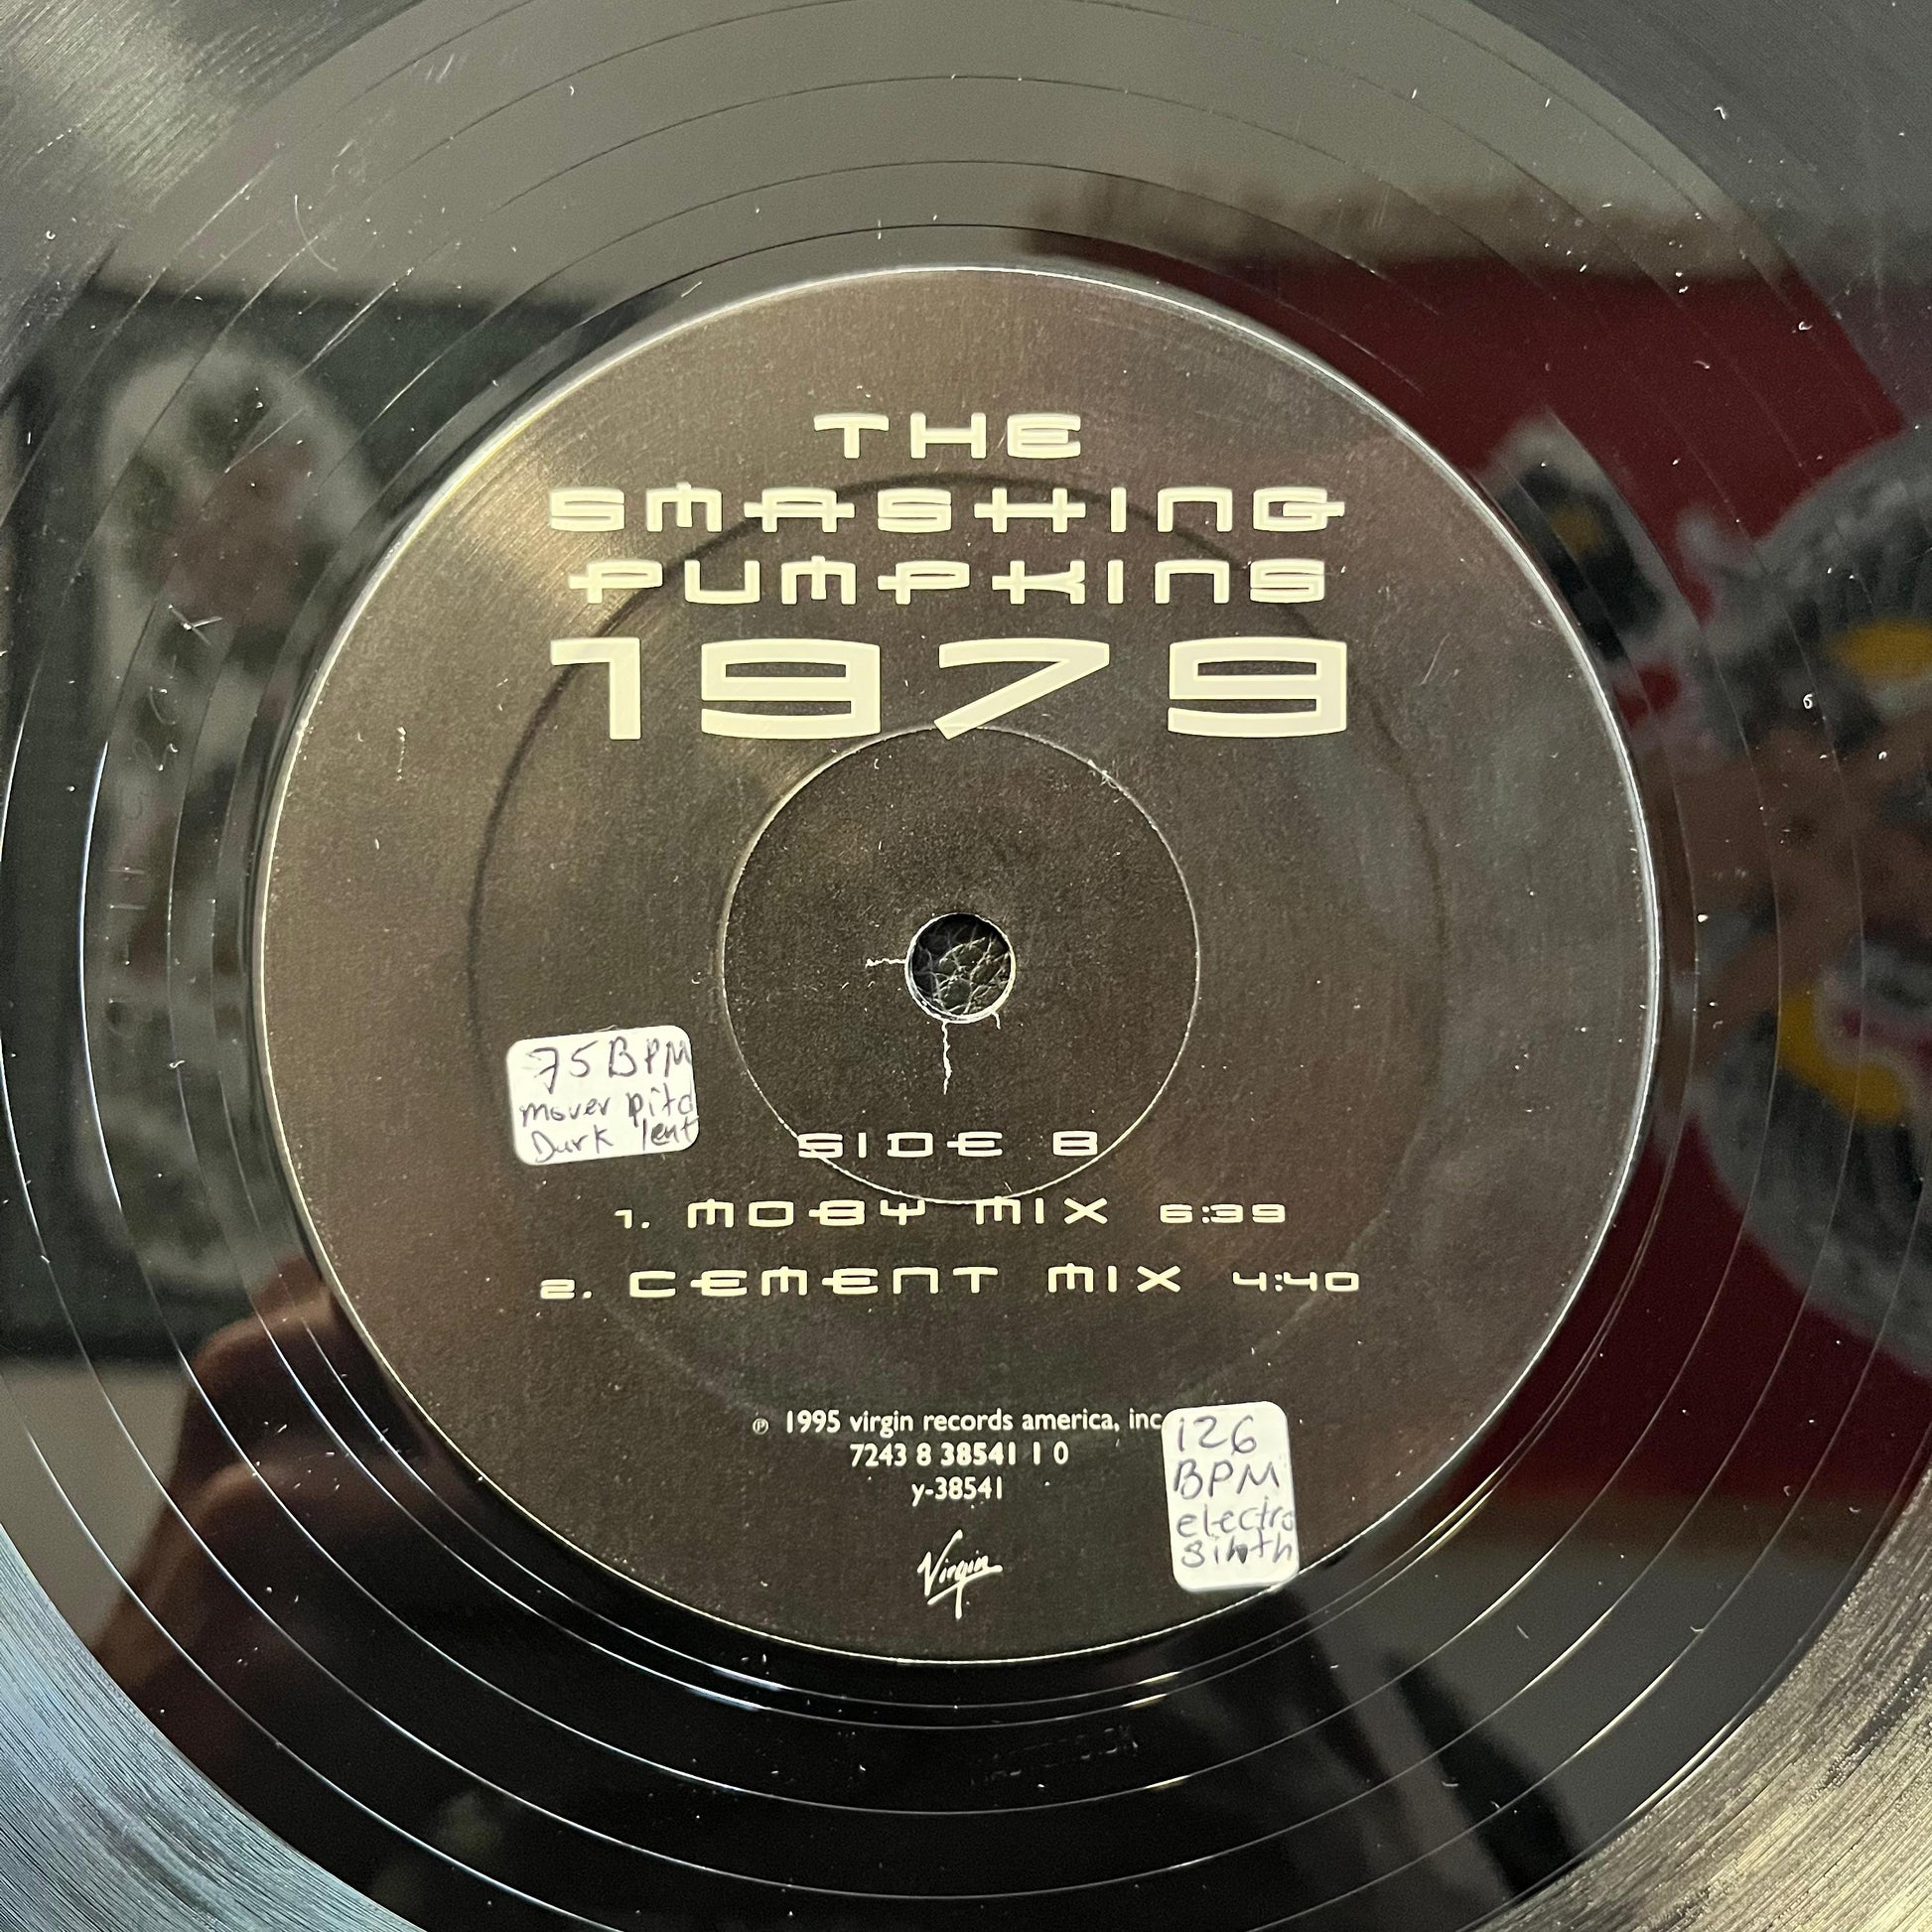 THE
SMASHING
PUMPKINS
1979
75 BPM
mover pitc
Dark lent
SIDE B
1. MOBY MIX 6:39
2. CEMENT MIX 4:40
℗ 1995 virgin records america, inc
7243 8 38541 1 0
y-38541
Virgin
126
BPM
electro
sinth